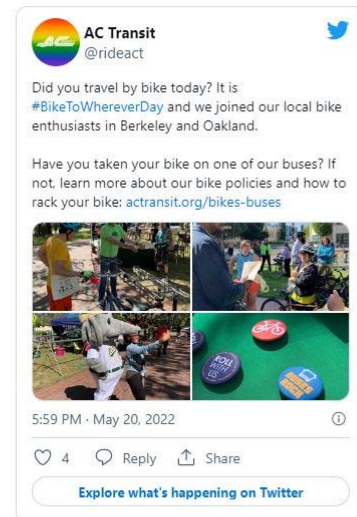 AC Transit
@rideact
Did you travel by bike today? It is
#BikeToWhereverDay and we joined our local bike
enthusiasts in Berkeley and Oakland.
Have you taken your bike on one of our buses? If
not, learn more about our bike policies and how to
rack your bike: actransit.org/bikes-buses
ROLL
WITH
US
5:59 PM · May 20, 2022
4 Reply Share
Explore what's happening on Twitter